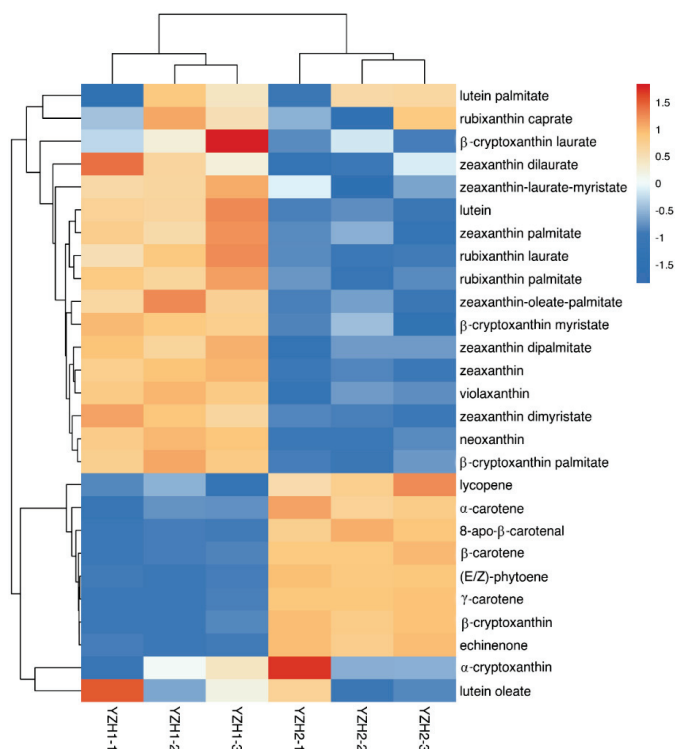 lutein palmitate
rubixanthin caprate
β-cryptoxanthin laurate
zeaxanthin dilaurate
zeaxanthin-laurate-myristate
lutein
zeaxanthin palmitate
rubixanthin laurate
rubixanthin palmitate
zeaxanthin-oleate-palmitate
β-cryptoxanthin myristate
zeaxanthin dipalmitate
zeaxanthin
violaxanthin
zeaxanthin dimyristate
neoxanthin
β-cryptoxanthin palmitate
lycopene
α-carotene
8-apo-β-carotenal
β-carotene
(E/Z)-phytoene
γ-carotene
β-cryptoxanthin
echinenone
α-cryptoxanthin
lutein oleate
1.5
1
0.5
0
-0.5
-1
-1.5
YZH1-1
YZH1-2
YZH1-3
YZH2-1
YZH2-2
YZH2-3